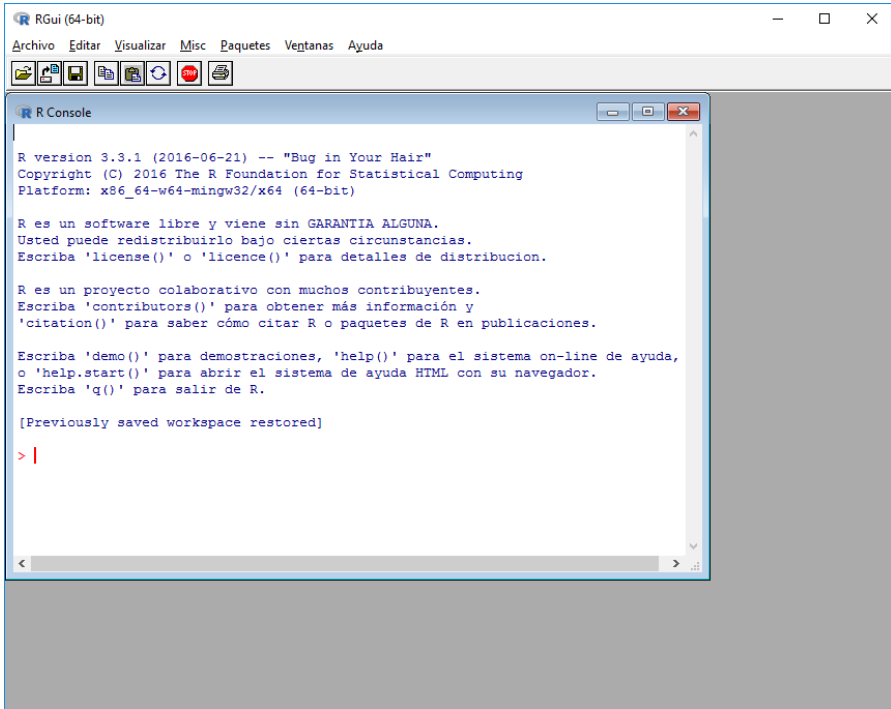 RGui (64-bit)
Archivo Editar Visualizar Misc Paquetes Ventanas Ayuda
STOP
R Console
R version 3.3.1 (2016-06-21) -- "Bug in Your Hair"
Copyright (C) 2016 The R Foundation for Statistical Computing
Platform: x86_64-w64-mingw32/x64 (64-bit)
R es un software libre y viene sin GARANTIA ALGUNA.
Usted puede redistribuirlo bajo ciertas circunstancias.
Escriba 'license()' o 'licence()' para detalles de distribucion.
R es un proyecto colaborativo con muchos contribuyentes.
Escriba 'contributors()' para obtener más información y
'citation()' para saber cómo citar R o paquetes de R en publicaciones.
Escriba 'demo()' para demostraciones, 'help()' para el sistema on-line de ayuda,
o 'help.start()' para abrir el sistema de ayuda HTML con su navegador.
Escriba 'q()' para salir de R.
[Previously saved workspace restored]
>